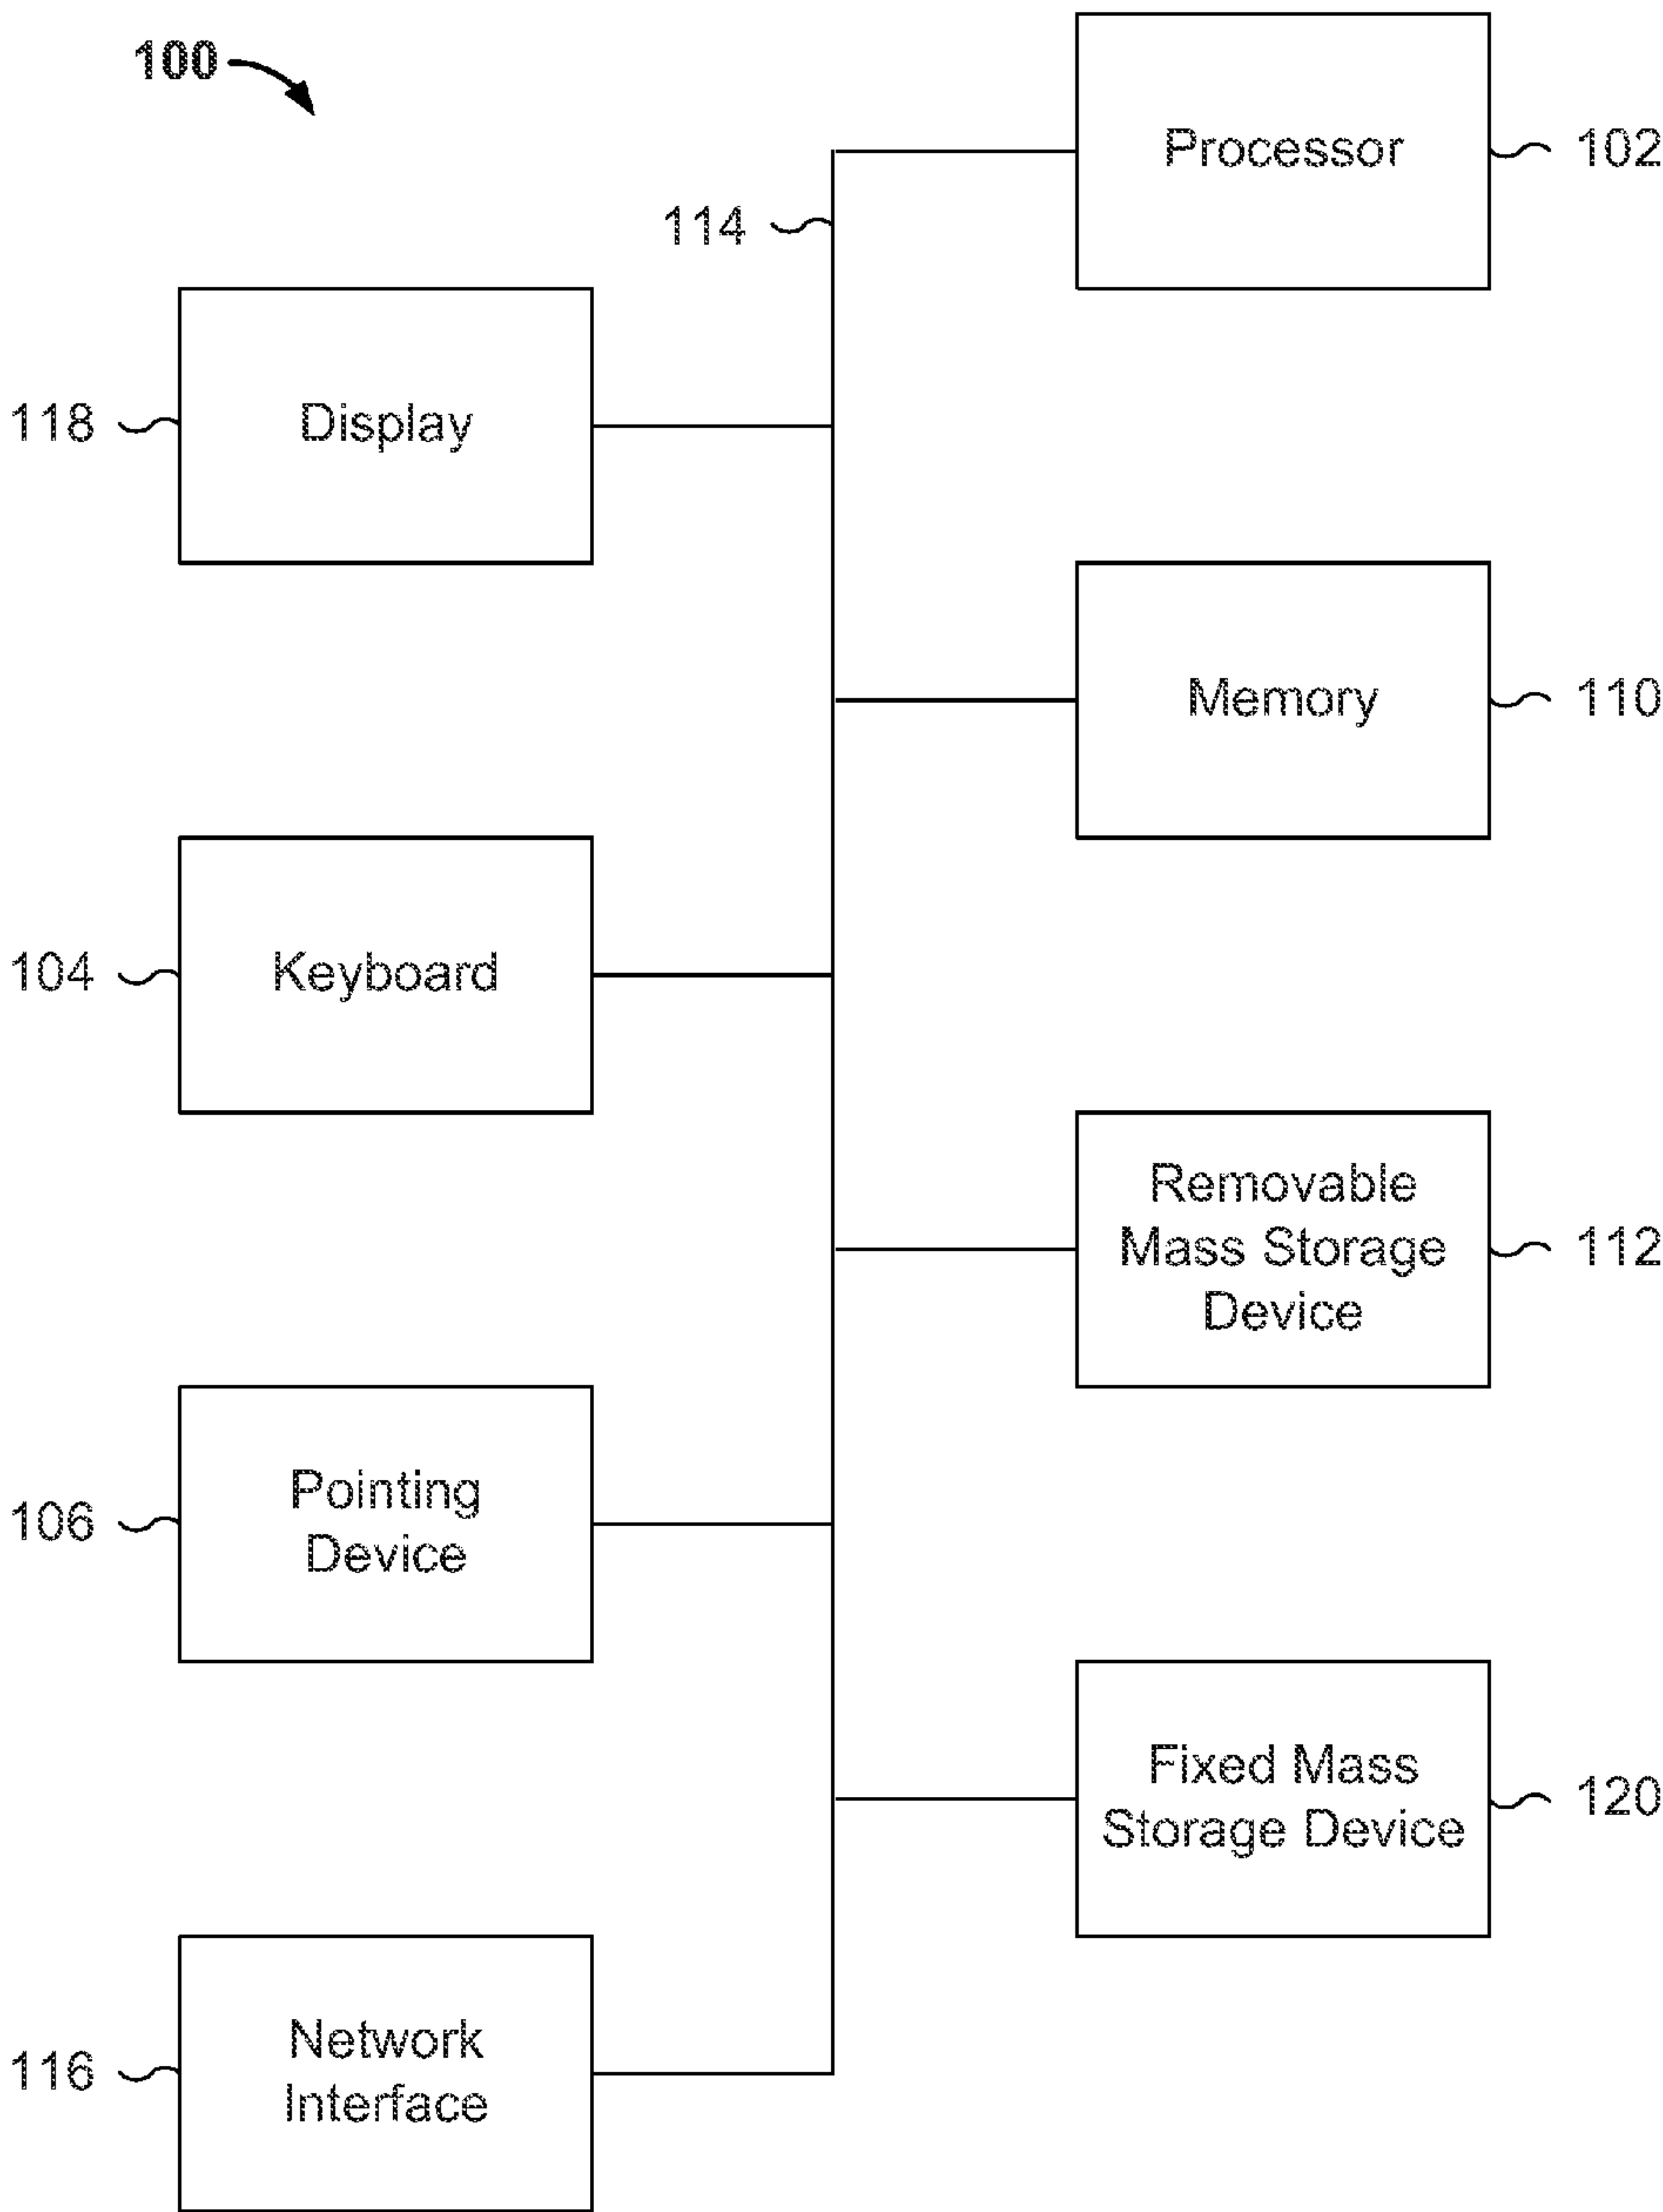 100
Processor
102
114
Display
118
Memory
110
Keyboard
104
Removable
Mass Storage
Device
112
Pointing
Device
106
Fixed Mass
Storage Device
120
Network
Interface
116